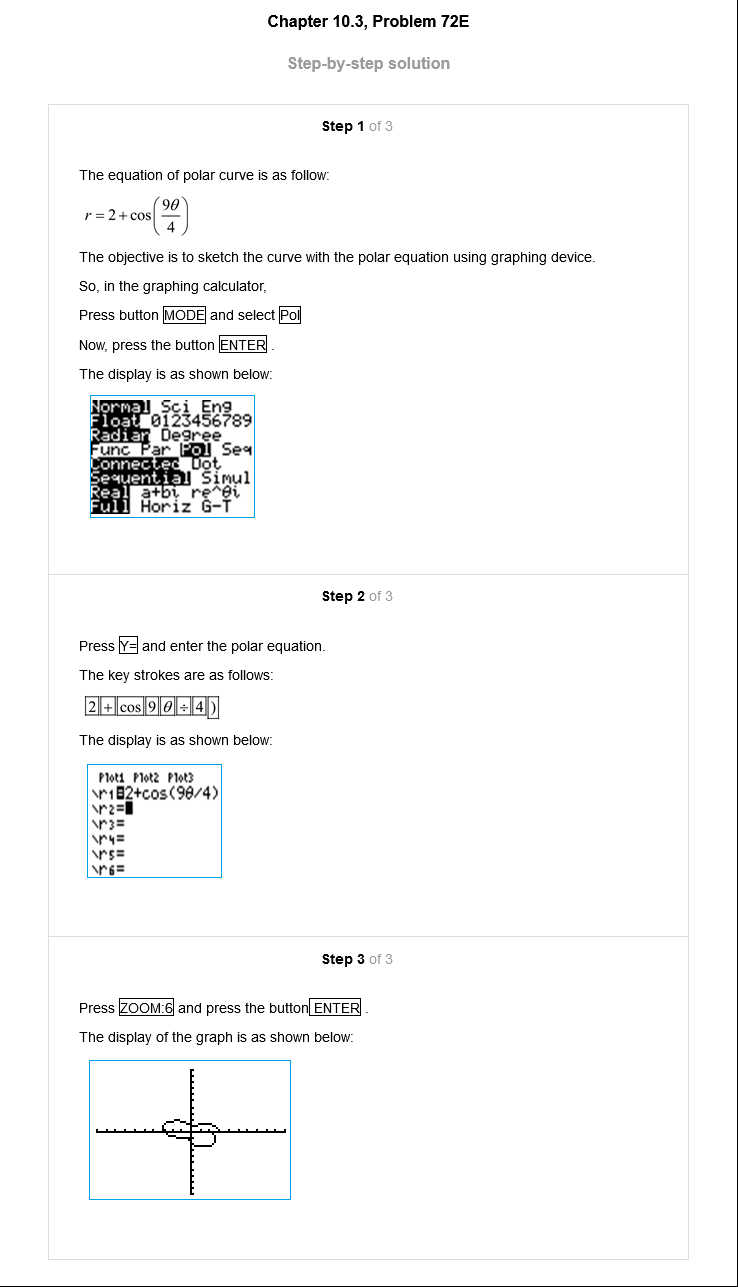 Chapter 10.3, Problem 72E
Step-by-step solution
Step 1 of 3
The equation of polar curve is as follow:
r = 2 + cos(9θ/4)
The objective is to sketch the curve with the polar equation using graphing device.
So, in the graphing calculator,
Press button MODE and select Pol
Now, press the button ENTER .
The display is as shown below:
Normal Sci Eng
Float 0123456789
Radian Degree
Func Par Pol Seq
Connected Dot
Sequential Simul
Real a+bi re^θi
Full Horiz G-T
Step 2 of 3
Press Y= and enter the polar equation.
The key strokes are as follows:
2 + cos 9 θ ÷ 4 )
The display is as shown below:
Plot1 Plot2 Plot3
\r1=2+cos(9θ/4)
\r2=
\r3=
\r4=
\r5=
\r6=
Step 3 of 3
Press ZOOM:6 and press the button ENTER .
The display of the graph is as shown below: